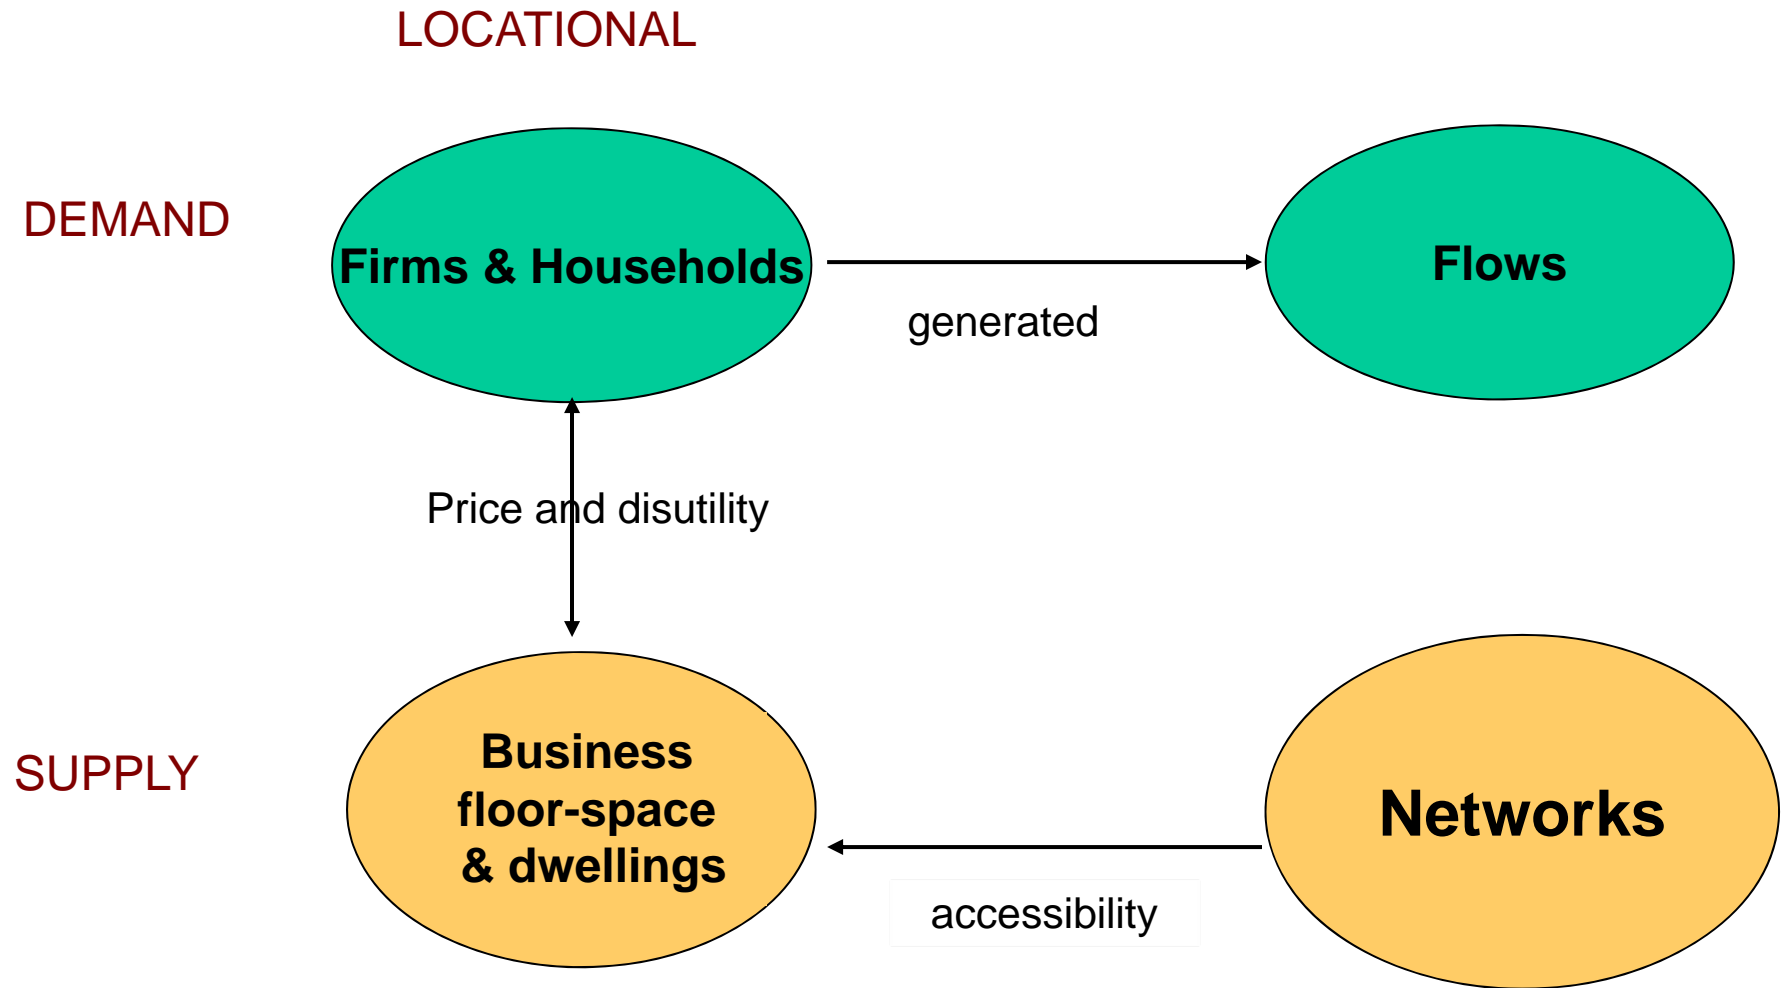 LOCATIONAL
DEMAND
Firms & Households
Flows
generated
Price and disutility
SUPPLY
Business
floor-space
& dwellings
Networks
accessibility